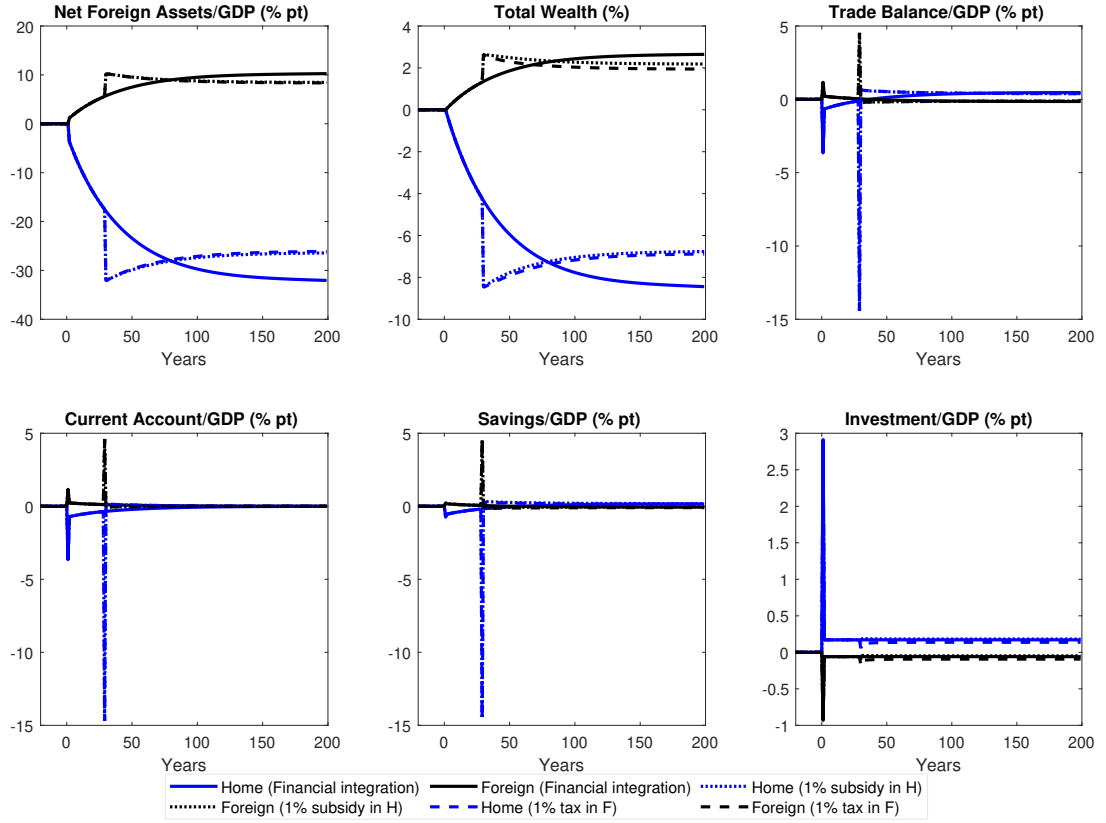 Net Foreign Assets/GDP (% pt)
20
10
0
-10
-20
-30
-40
0 50 100 150 200
Years
Total Wealth (%)
4
2
0
-2
-4
-6
-8
-10
0 50 100 150 200
Years
Trade Balance/GDP (% pt)
5
0
-5
-10
-15
0 50 100 150 200
Years
Current Account/GDP (% pt)
5
0
-5
-10
-15
0 50 100 150 200
Years
Savings/GDP (% pt)
5
0
-5
-10
-15
0 50 100 150 200
Years
Investment/GDP (% pt)
3
2.5
2
1.5
1
0.5
0
-0.5
-1
0 50 100 150 200
Years
Home (Financial integration) Foreign (Financial integration) Home (1% subsidy in H)
Foreign (1% subsidy in H) Home (1% tax in F) Foreign (1% tax in F)